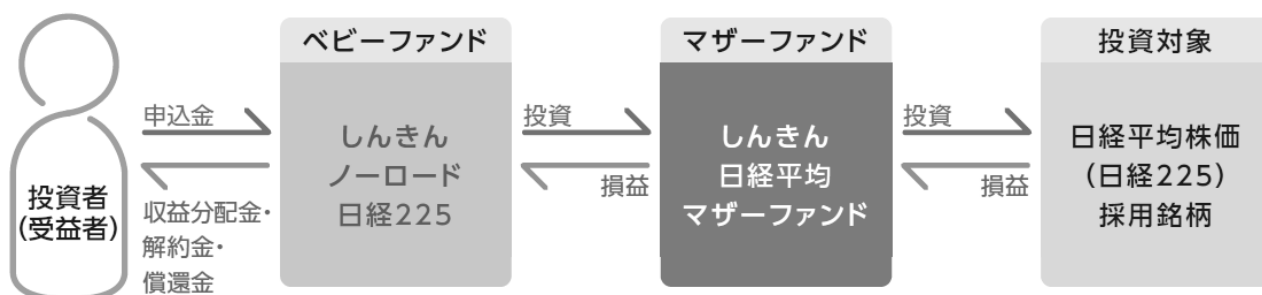 ベビーファンド
マザーファンド
投資対象
申込金
投資
投資
しんきん
ノーロード
日経225
しんきん
日経平均
マザーファンド
日経平均株価
(日経225)
採用銘柄
投資者
(受益者)
収益分配金・
解約金・
償還金
損益
損益